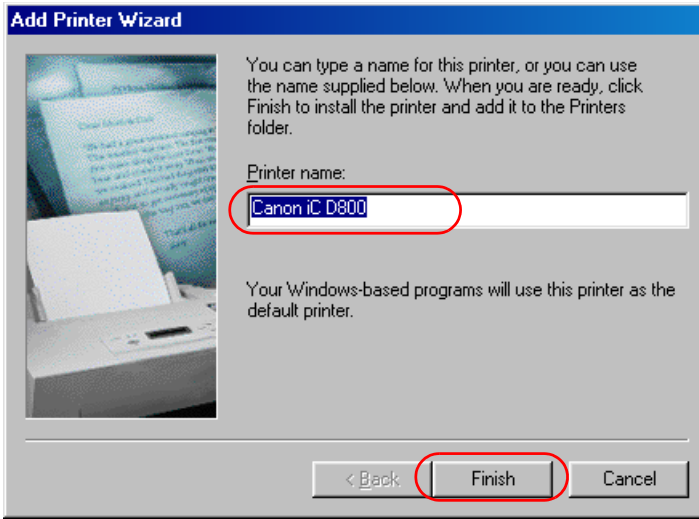 Add Printer Wizard
You can type a name for this printer, or you can use
the name supplied below. When you are ready, click
Finish to install the printer and add it to the Printers
folder.
Printer name:
Canon iC D800
Your Windows-based programs will use this printer as the
default printer.
< Back
Finish
Cancel